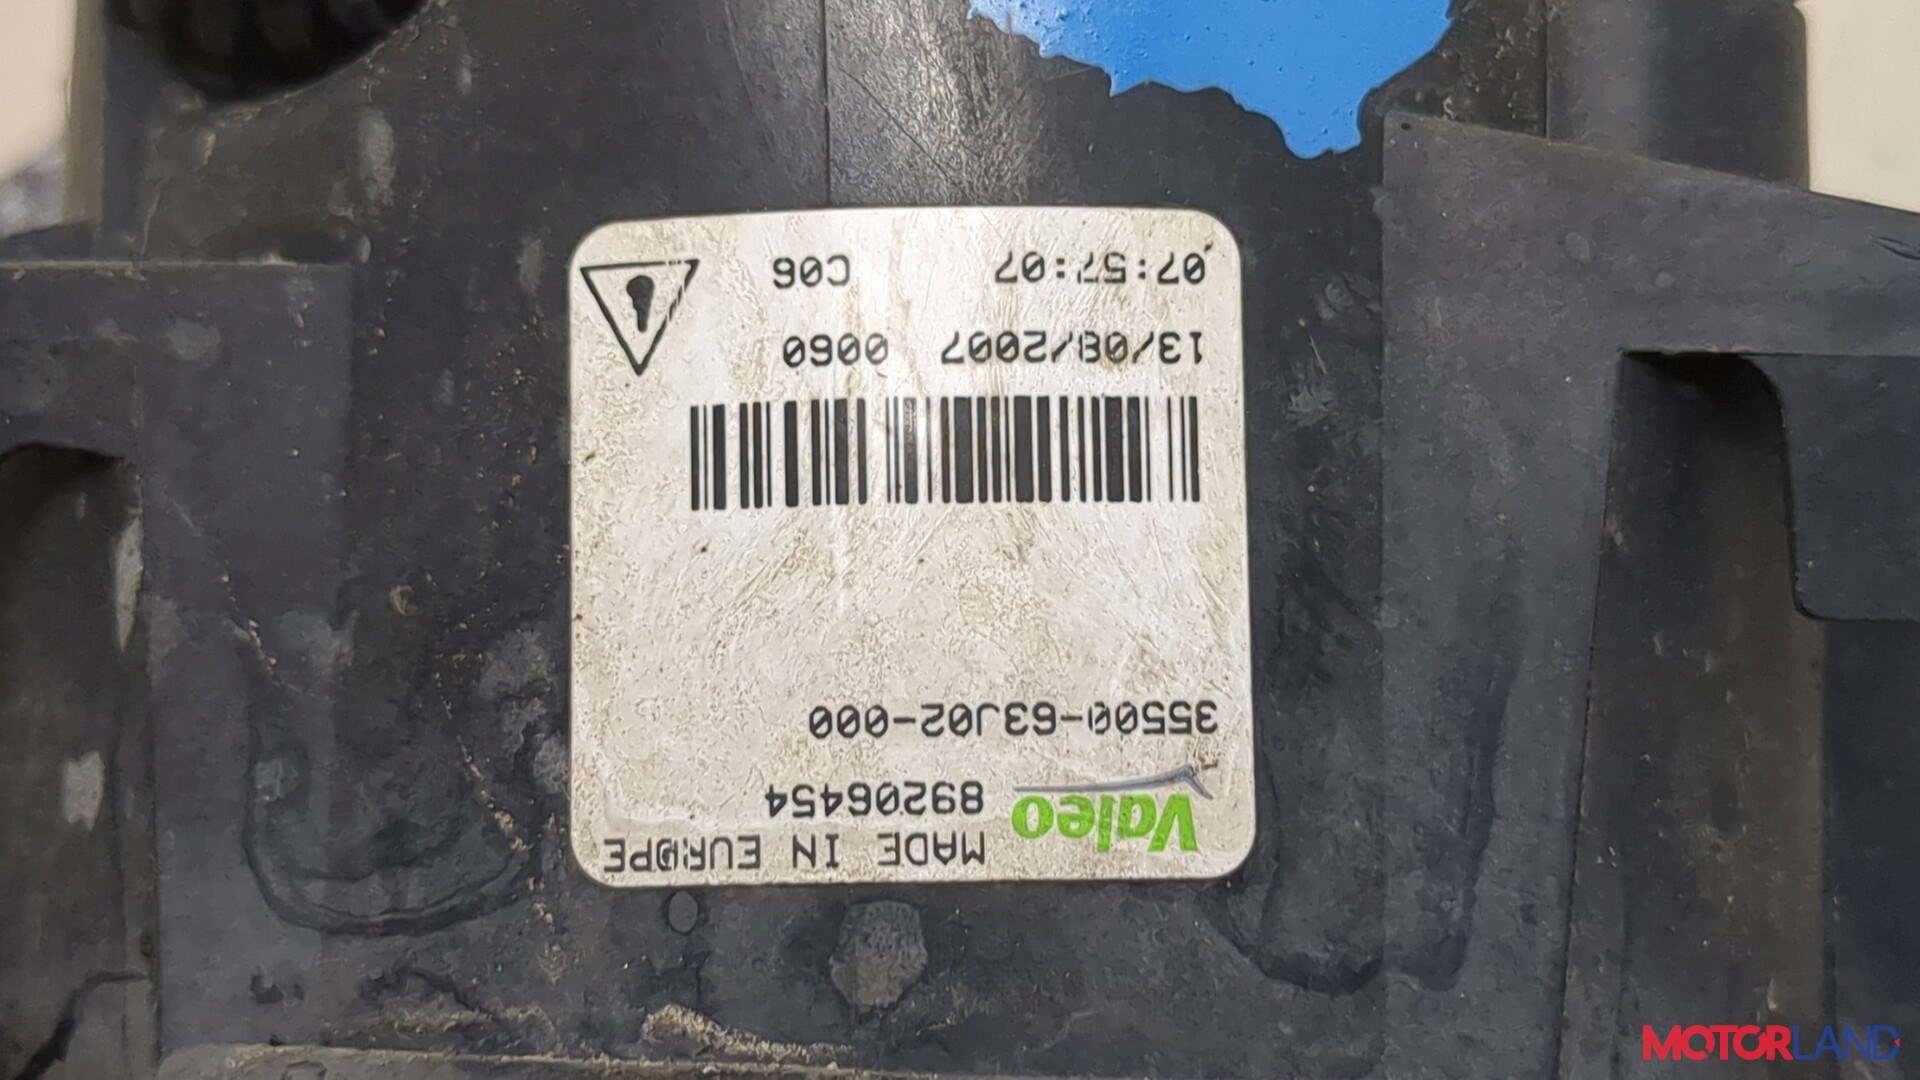 Valeo MADE IN EUROPE
89206454
35500-63J02-000
13/08/2007 0060
07:57:07 C06
MOTORLAND